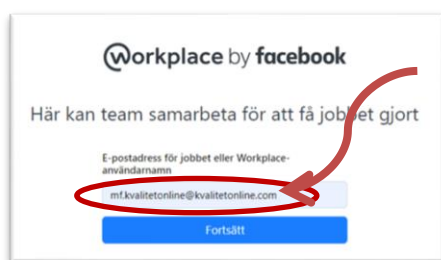 Workplace by facebook
Här kan team samarbeta för att få jobbet gjort
E-postadress för jobbet eller Workplace-
användarnamn
mf.kvalitetonline@kvalitetonline.com
Fortsätt